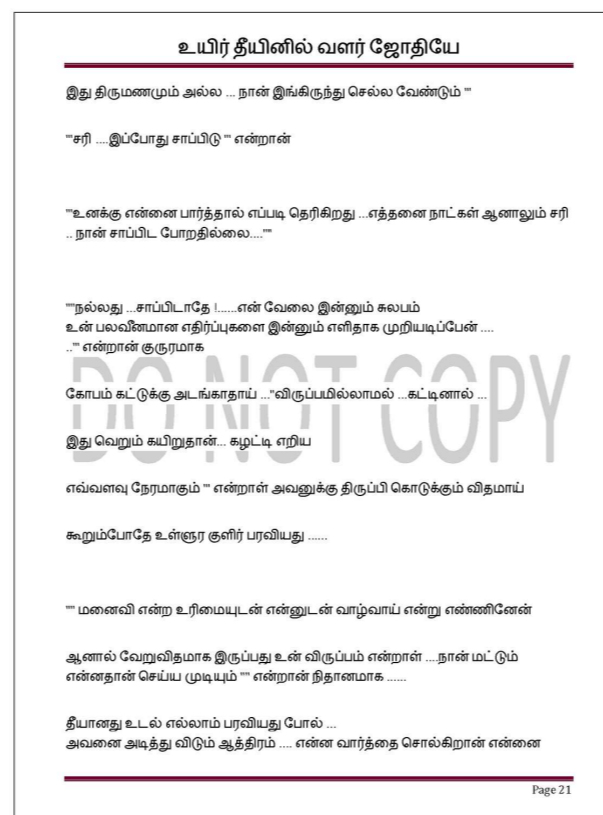 உயிர் தீயினில் வளர் ஜோதியே
இது திருமணமும் அல்ல ... நான் இங்கிருந்து செல்ல வேண்டும் ""
""சரி ....இப்போது சாப்பிடு "" என்றான்
""உனக்கு என்னை பார்த்தால் எப்படி தெரிகிறது ...எத்தனை நாட்கள் ஆனாலும் சரி
.. நான் சாப்பிட போறதில்லை....""
""நல்லது ...சாப்பிடாதே !......என் வேலை இன்னும் சுலபம்
உன் பலவீனமான எதிர்ப்புகளை இன்னும் எளிதாக முறியடிப்பேன் ....
.."" என்றான் குருரமாக
கோபம் கட்டுக்கு அடங்காதாய் ..."விருப்பமில்லாமல் ...கட்டினால் ...
இது வெறும் கயிறுதான்... கழட்டி எறிய
எவ்வளவு நேரமாகும் "" என்றாள் அவனுக்கு திருப்பி கொடுக்கும் விதமாய்
கூறும்போதே உள்ளுர குளிர் பரவியது ......
"" மனைவி என்ற உரிமையுடன் என்னுடன் வாழ்வாய் என்று எண்ணினேன்
ஆனால் வேறுவிதமாக இருப்பது உன் விருப்பம் என்றாள் ....நான் மட்டும்
என்னதான் செய்ய முடியும் "" என்றான் நிதானமாக ......
தீயானது உடல் எல்லாம் பரவியது போல் ...
அவனை அடித்து விடும் ஆத்திரம் .... என்ன வார்த்தை சொல்கிறான் என்னை
DO NOT COPY
Page 21